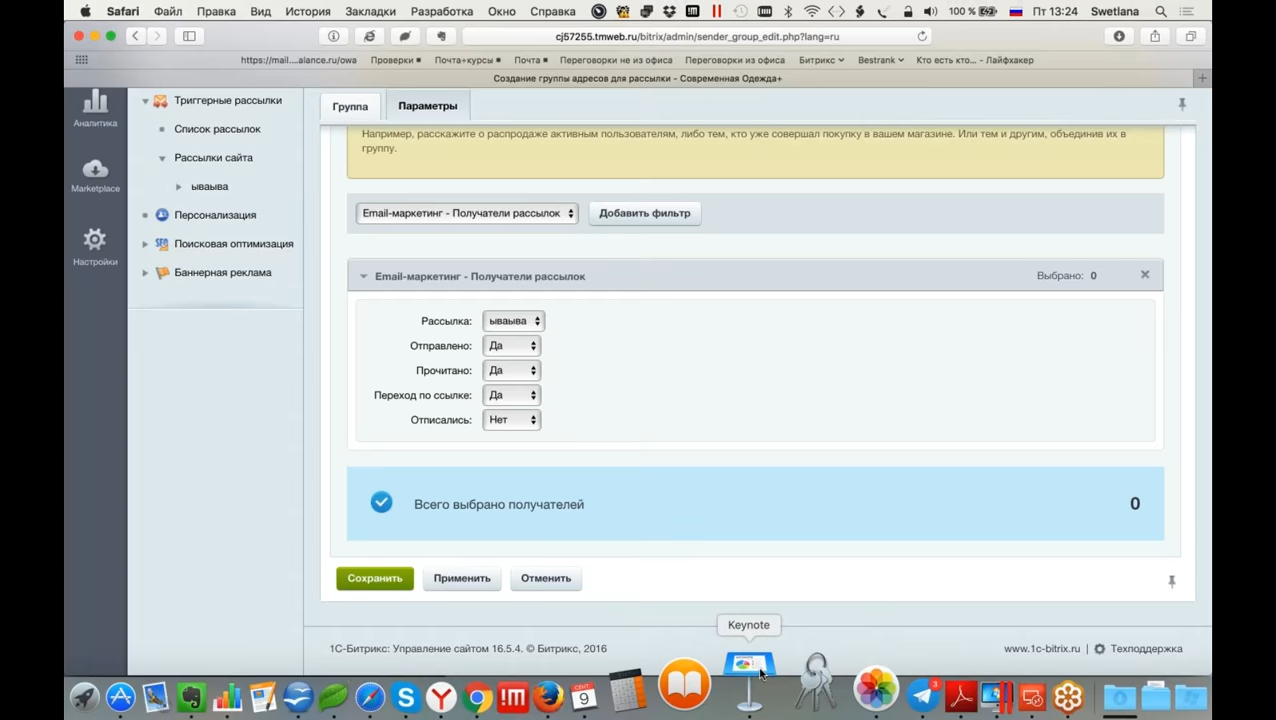 Safari Файл Правка Вид История Закладки Разработка Окно Справка 100 % Пт 13:24 Swetlana
cj57255.tmweb.ru/bitrix/admin/sender_group_edit.php?lang=ru
https://mail....alance.ru/owa Проверки Почта+курсы Почта Переговорки не из офиса Переговорки из офиса Битрикс Bestrank Кто есть кто... - Лайфхакер
Создание группы адресов для рассылки - Современная Одежда+
Аналитика
Marketplace
Настройки
Триггерные рассылки
Список рассылок
Рассылки сайта
ываыва
Персонализация
Поисковая оптимизация
Баннерная реклама
Группа Параметры
Например, расскажите о распродаже активным пользователям, либо тем, кто уже совершал покупку в вашем магазине. Или тем и другим, объединив их в
группу.
Email-маркетинг - Получатели рассылок Добавить фильтр
Email-маркетинг - Получатели рассылок Выбрано: 0
Рассылка: ываыва
Отправлено: Да
Прочитано: Да
Переход по ссылке: Да
Отписались: Нет
Всего выбрано получателей 0
Сохранить Применить Отменить
Keynote
1С-Битрикс: Управление сайтом 16.5.4. © Битрикс, 2016 www.1c-bitrix.ru Техподдержка
СЕНТ
9
3